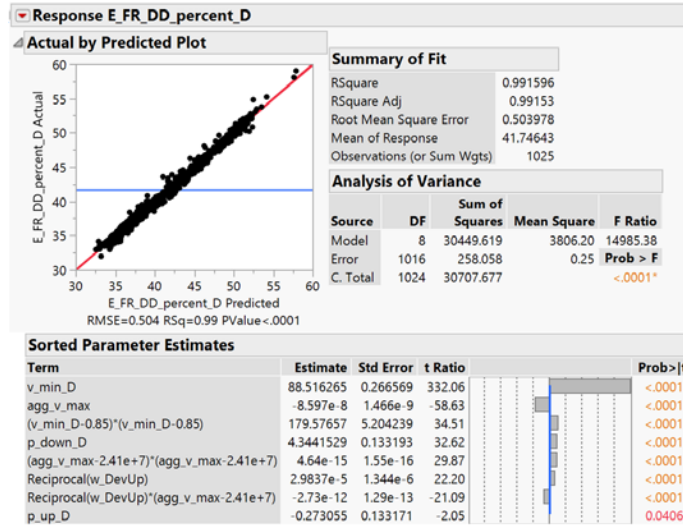 Response E_FR_DD_percent_D
Actual by Predicted Plot
E_FR_DD_percent_D Actual
60
55
50
45
40
35
30
30 35 40 45 50 55 60
E_FR_DD_percent_D Predicted
RMSE=0.504 RSq=0.99 PValue<.0001
Summary of Fit
RSquare 0.991596
RSquare Adj 0.99153
Root Mean Square Error 0.503978
Mean of Response 41.74643
Observations (or Sum Wgts) 1025
Analysis of Variance
Sum of
Source DF Squares Mean Square F Ratio
Model 8 30449.619 3806.20 14985.38
Error 1016 258.058 0.25 Prob > F
C. Total 1024 30707.677 <.0001*
Sorted Parameter Estimates
Term Estimate Std Error t Ratio Prob>|t
v_min_D 88.516265 0.266569 332.06 <.0001
agg_v_max -8.597e-8 1.466e-9 -58.63 <.0001
(v_min_D-0.85)*(v_min_D-0.85) 179.57657 5.204239 34.51 <.0001
p_down_D 4.3441529 0.133193 32.62 <.0001
(agg_v_max-2.41e+7)*(agg_v_max-2.41e+7) 4.64e-15 1.55e-16 29.87 <.0001
Reciprocal(w_DevUp) 2.9837e-5 1.344e-6 22.20 <.0001
Reciprocal(w_DevUp)*(agg_v_max-2.41e+7) -2.73e-12 1.29e-13 -21.09 <.0001
p_up_D -0.273055 0.133171 -2.05 0.0406